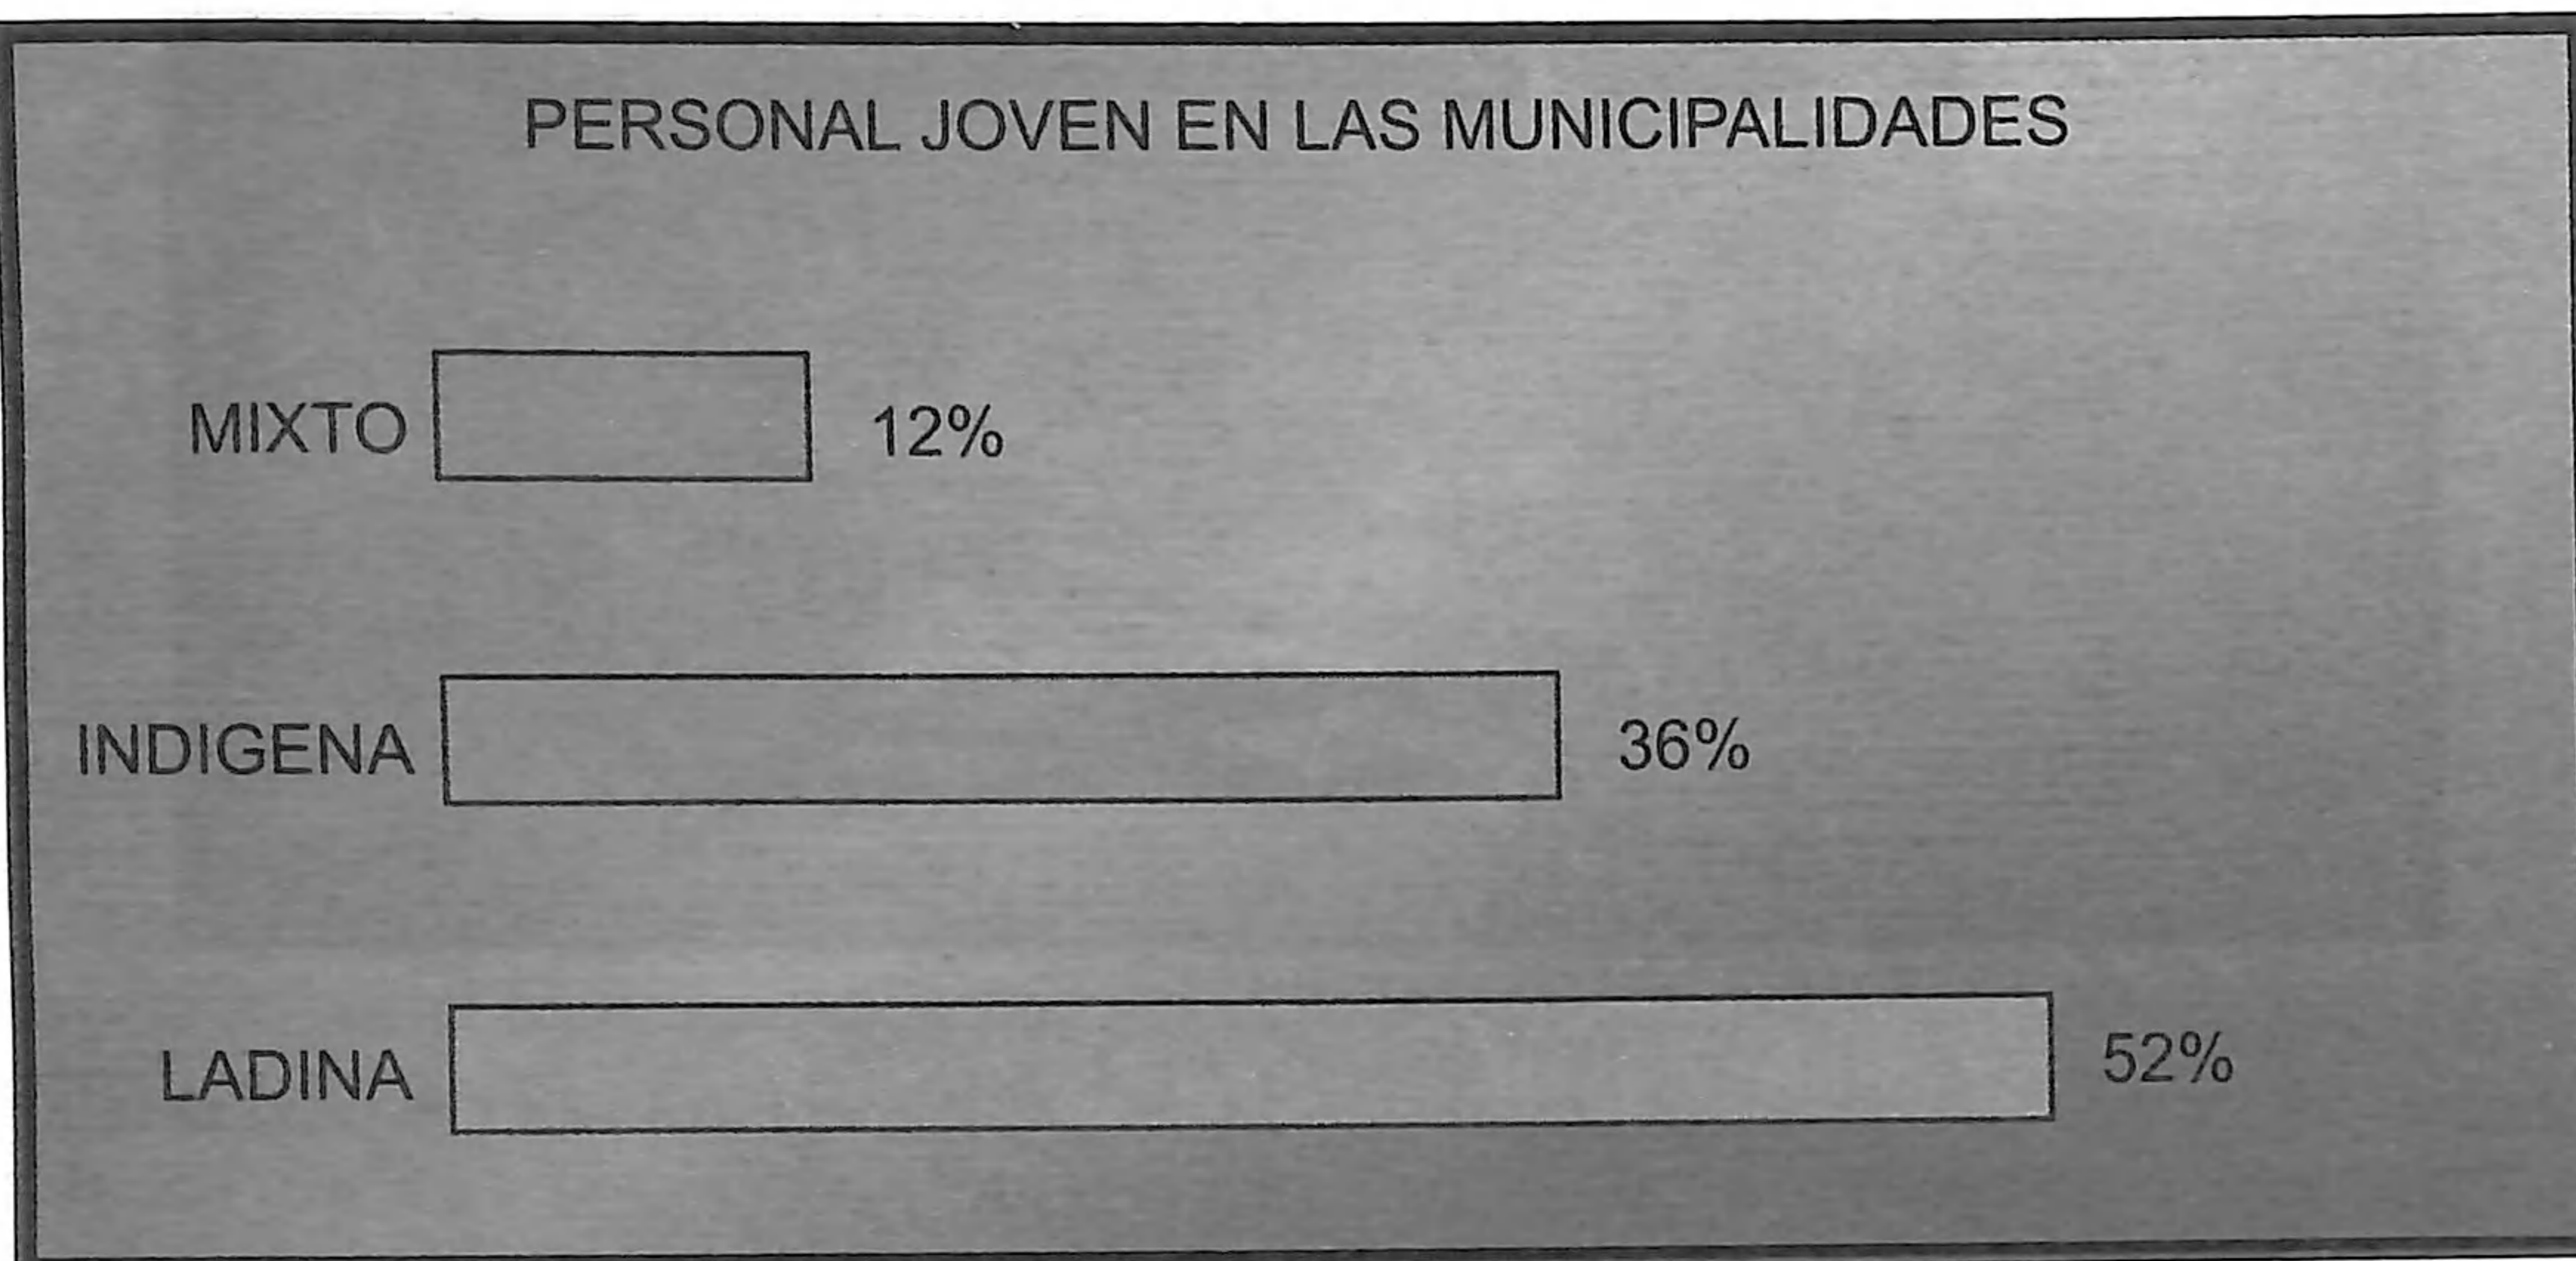 PERSONAL JOVEN EN LAS MUNICIPALIDADES
MIXTO 12%
INDIGENA 36%
LADINA 52%